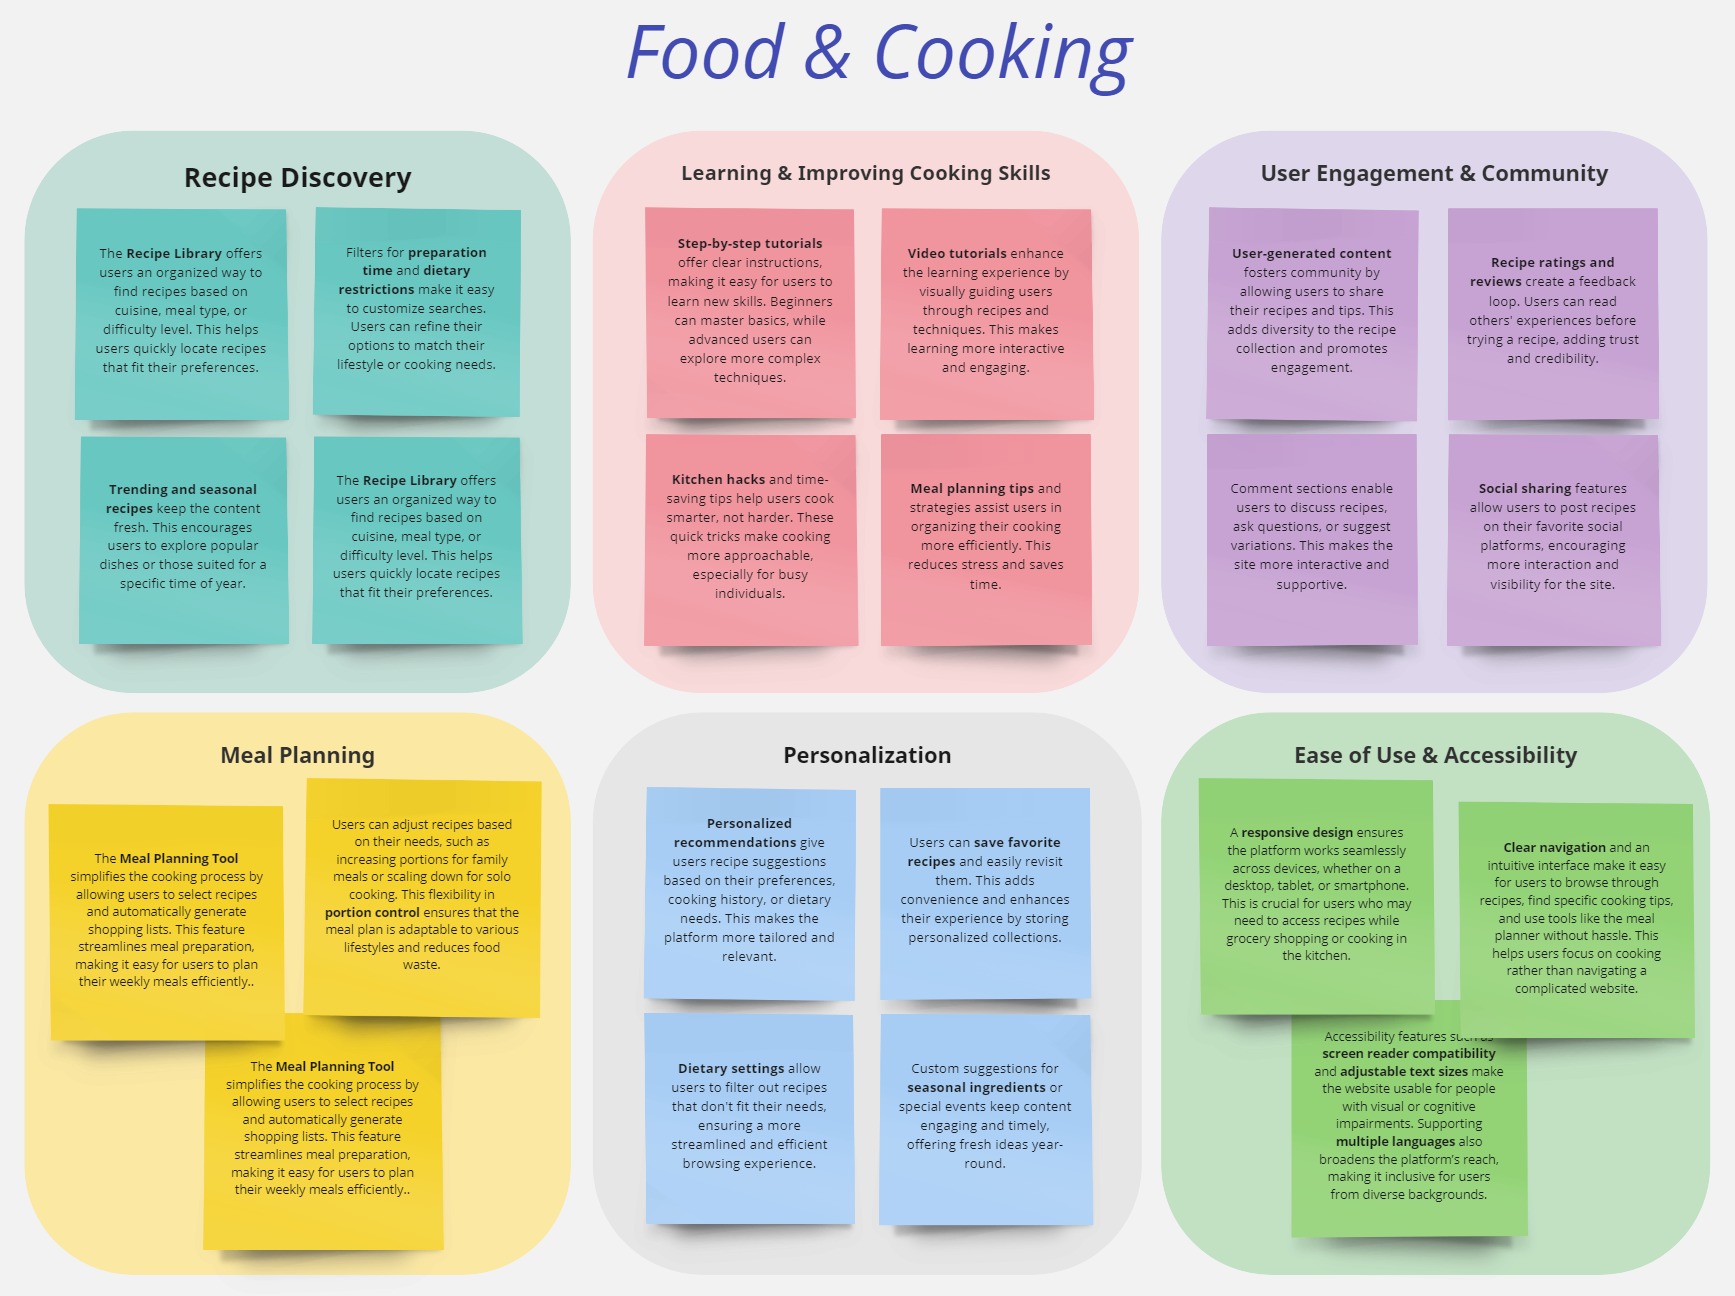 Food & Cooking
Recipe Discovery
The Recipe Library offers
users an organized way to
find recipes based on
cuisine, meal type, or
difficulty level. This helps
users quickly locate recipes
that fit their preferences.
Filters for preparation
time and dietary
restrictions make it easy
to customize searches.
Users can refine their
options to match their
lifestyle or cooking needs.
Trending and seasonal
recipes keep the content
fresh. This encourages
users to explore popular
dishes or those suited for a
specific time of year.
The Recipe Library offers
users an organized way to
find recipes based on
cuisine, meal type, or
difficulty level. This helps
users quickly locate recipes
that fit their preferences.
Learning & Improving Cooking Skills
Step-by-step tutorials
offer clear instructions,
making it easy for users to
learn new skills. Beginners
can master basics, while
advanced users can
explore more complex
techniques.
Video tutorials enhance
the learning experience by
visually guiding users
through recipes and
techniques. This makes
learning more interactive
and engaging.
Kitchen hacks and time-
saving tips help users cook
smarter, not harder. These
quick tricks make cooking
more approachable,
especially for busy
individuals.
Meal planning tips and
strategies assist users in
organizing their cooking
more efficiently. This
reduces stress and saves
time.
User Engagement & Community
User-generated content
fosters community by
allowing users to share
their recipes and tips. This
adds diversity to the recipe
collection and promotes
engagement.
Recipe ratings and
reviews create a feedback
loop. Users can read
others' experiences before
trying a recipe, adding trust
and credibility.
Comment sections enable
users to discuss recipes,
ask questions, or suggest
variations. This makes the
site more interactive and
supportive.
Social sharing features
allow users to post recipes
on their favorite social
platforms, encouraging
more interaction and
visibility for the site.
Meal Planning
The Meal Planning Tool
simplifies the cooking process by
allowing users to select recipes
and automatically generate
shopping lists. This feature
streamlines meal preparation,
making it easy for users to plan
their weekly meals efficiently..
Users can adjust recipes based
on their needs, such as
increasing portions for family
meals or scaling down for solo
cooking. This flexibility in
portion control ensures that the
meal plan is adaptable to various
lifestyles and reduces food
waste.
The Meal Planning Tool
simplifies the cooking process by
allowing users to select recipes
and automatically generate
shopping lists. This feature
streamlines meal preparation,
making it easy for users to plan
their weekly meals efficiently..
Personalization
Personalized
recommendations give
users recipe suggestions
based on their preferences,
cooking history, or dietary
needs. This makes the
platform more tailored and
relevant.
Users can save favorite
recipes and easily revisit
them. This adds
convenience and enhances
their experience by storing
personalized collections.
Dietary settings allow
users to filter out recipes
that don't fit their needs,
ensuring a more
streamlined and efficient
browsing experience.
Custom suggestions for
seasonal ingredients or
special events keep content
engaging and timely,
offering fresh ideas year-
round.
Ease of Use & Accessibility
A responsive design ensures
the platform works seamlessly
across devices, whether on a
desktop, tablet, or smartphone.
This is crucial for users who may
need to access recipes while
grocery shopping or cooking in
the kitchen.
Clear navigation and an
intuitive interface make it easy
for users to browse through
recipes, find specific cooking tips,
and use tools like the meal
planner without hassle. This
helps users focus on cooking
rather than navigating a
complicated website.
Accessibility features such as
screen reader compatibility
and adjustable text sizes make
the website usable for people
with visual or cognitive
impairments. Supporting
multiple languages also
broadens the platform's reach,
making it inclusive for users
from diverse backgrounds.